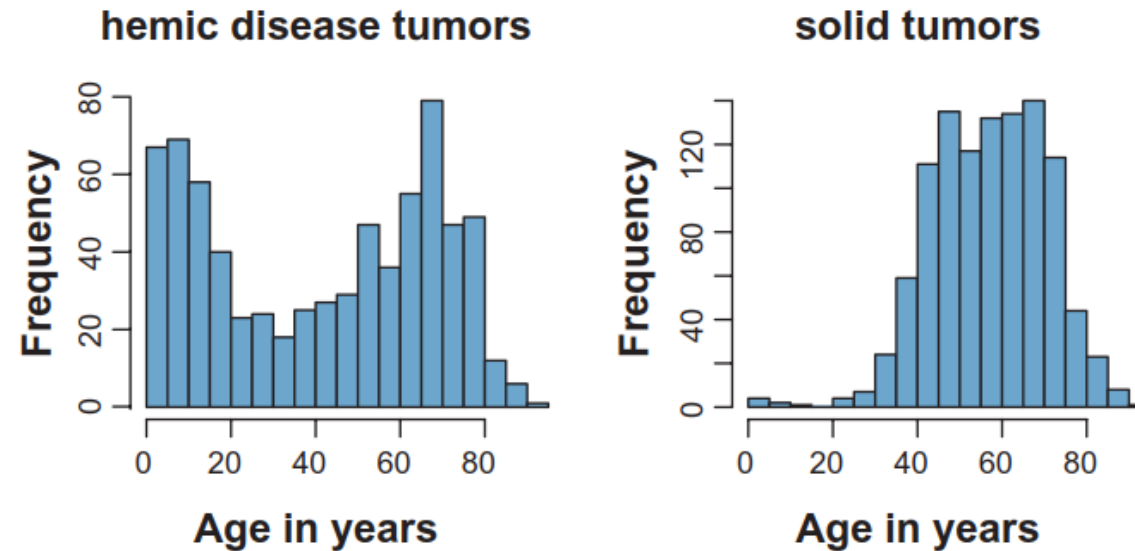 hemic disease tumors
Frequency
80
60
40
20
0
0 20 40 60 80
Age in years
solid tumors
Frequency
120
80
40
0
0 20 40 60 80
Age in years